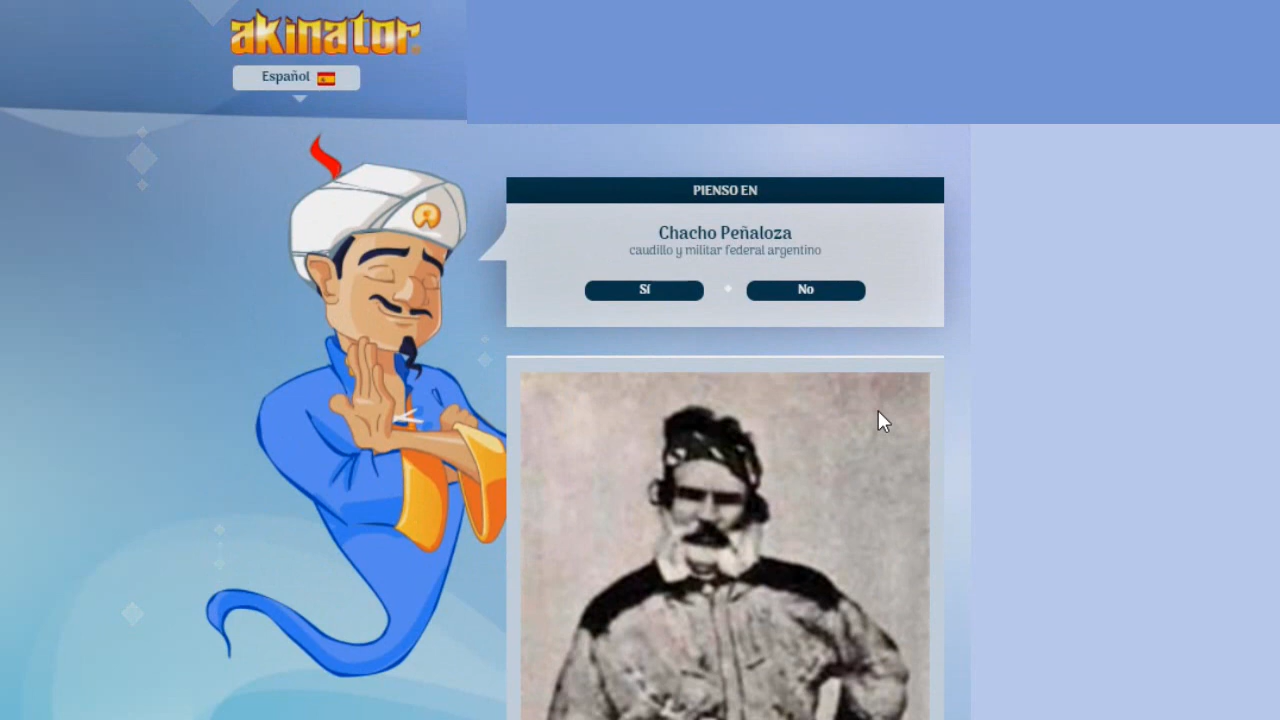 akinator
Español
PIENSO EN
Chacho Peñaloza
caudillo y militar federal argentino
Sí
No